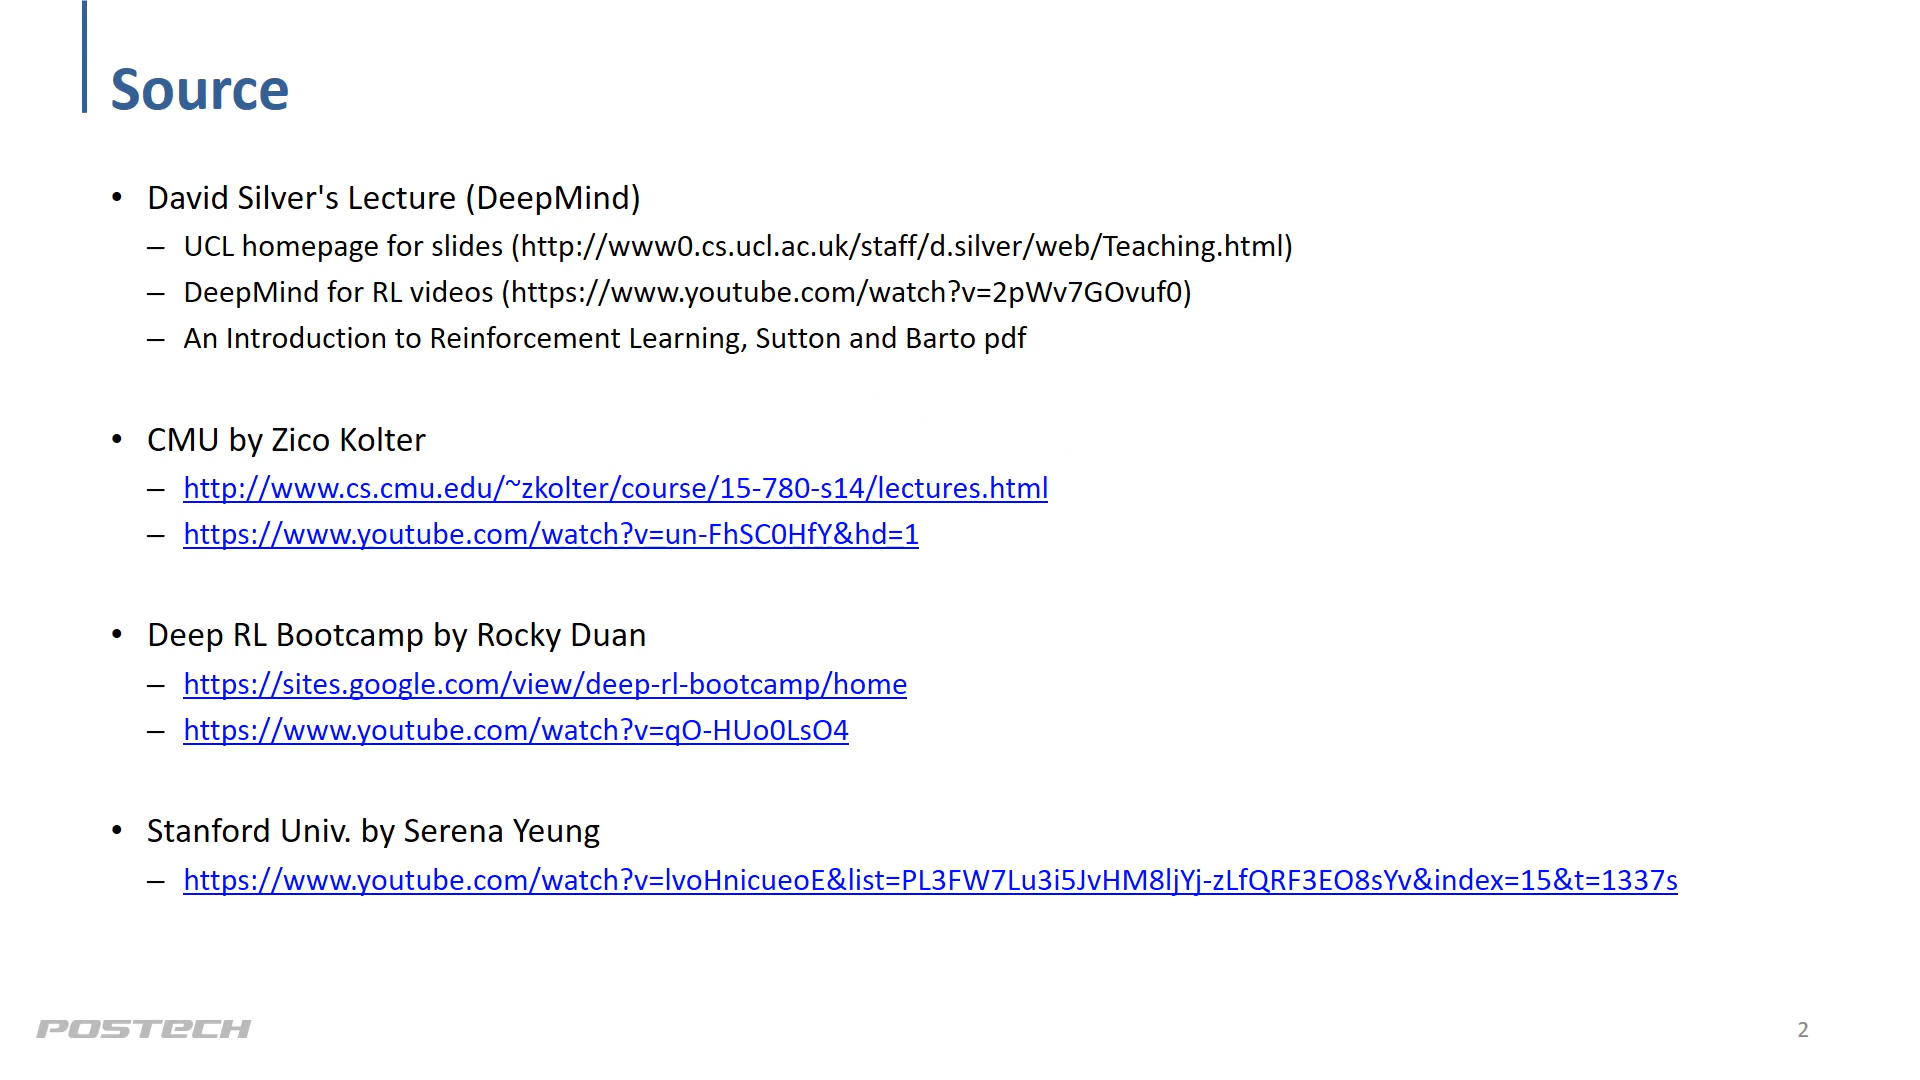 Source
• David Silver's Lecture (DeepMind)
– UCL homepage for slides (http://www0.cs.ucl.ac.uk/staff/d.silver/web/Teaching.html)
– DeepMind for RL videos (https://www.youtube.com/watch?v=2pWv7GOvuf0)
– An Introduction to Reinforcement Learning, Sutton and Barto pdf
• CMU by Zico Kolter
– http://www.cs.cmu.edu/~zkolter/course/15-780-s14/lectures.html
– https://www.youtube.com/watch?v=un-FhSC0HfY&hd=1
• Deep RL Bootcamp by Rocky Duan
– https://sites.google.com/view/deep-rl-bootcamp/home
– https://www.youtube.com/watch?v=qO-HUo0LsO4
• Stanford Univ. by Serena Yeung
– https://www.youtube.com/watch?v=lvoHnicueoE&list=PL3FW7Lu3i5JvHM8ljYj-zLfQRF3EO8sYv&index=15&t=1337s
POSTECH
2